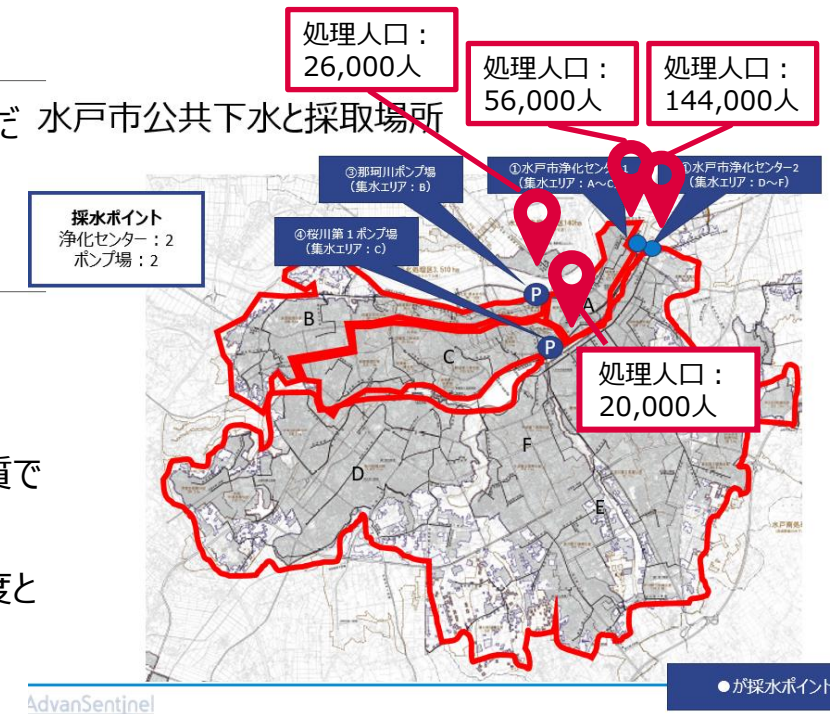 処理人口：
26,000人
処理人口：
56,000人
処理人口：
144,000人
だ
水戸市公共下水と採取場所
③那珂川ポンプ場
（集水エリア：B）
①水戸市浄化センター1
（集水エリア：A～C）
①水戸市浄化センター2
（集水エリア：D～F）
採水ポイント
浄化センター：2
ポンプ場：2
④桜川第１ポンプ場
（集水エリア：C）
P
A
B
P
C
処理人口：
20,000人
F
D
E
質で
度と
●が採水ポイント
AdvanSentinel